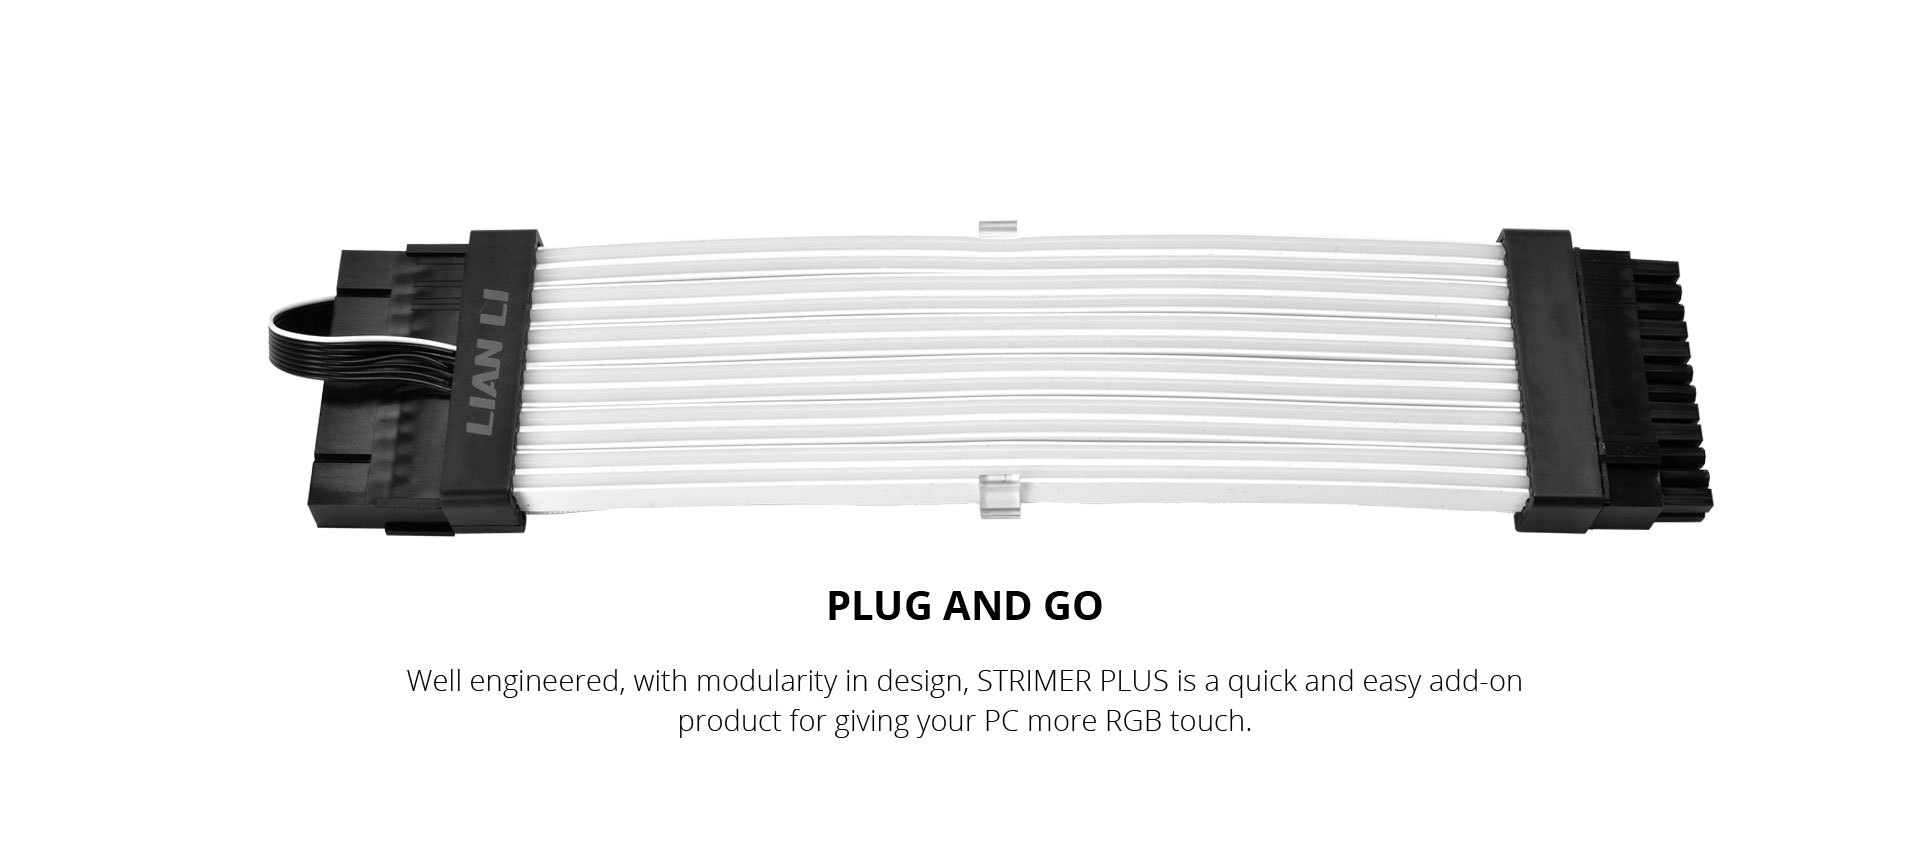 LIAN LI
PLUG AND GO
Well engineered, with modularity in design, STRIMER PLUS is a quick and easy add-on
product for giving your PC more RGB touch.